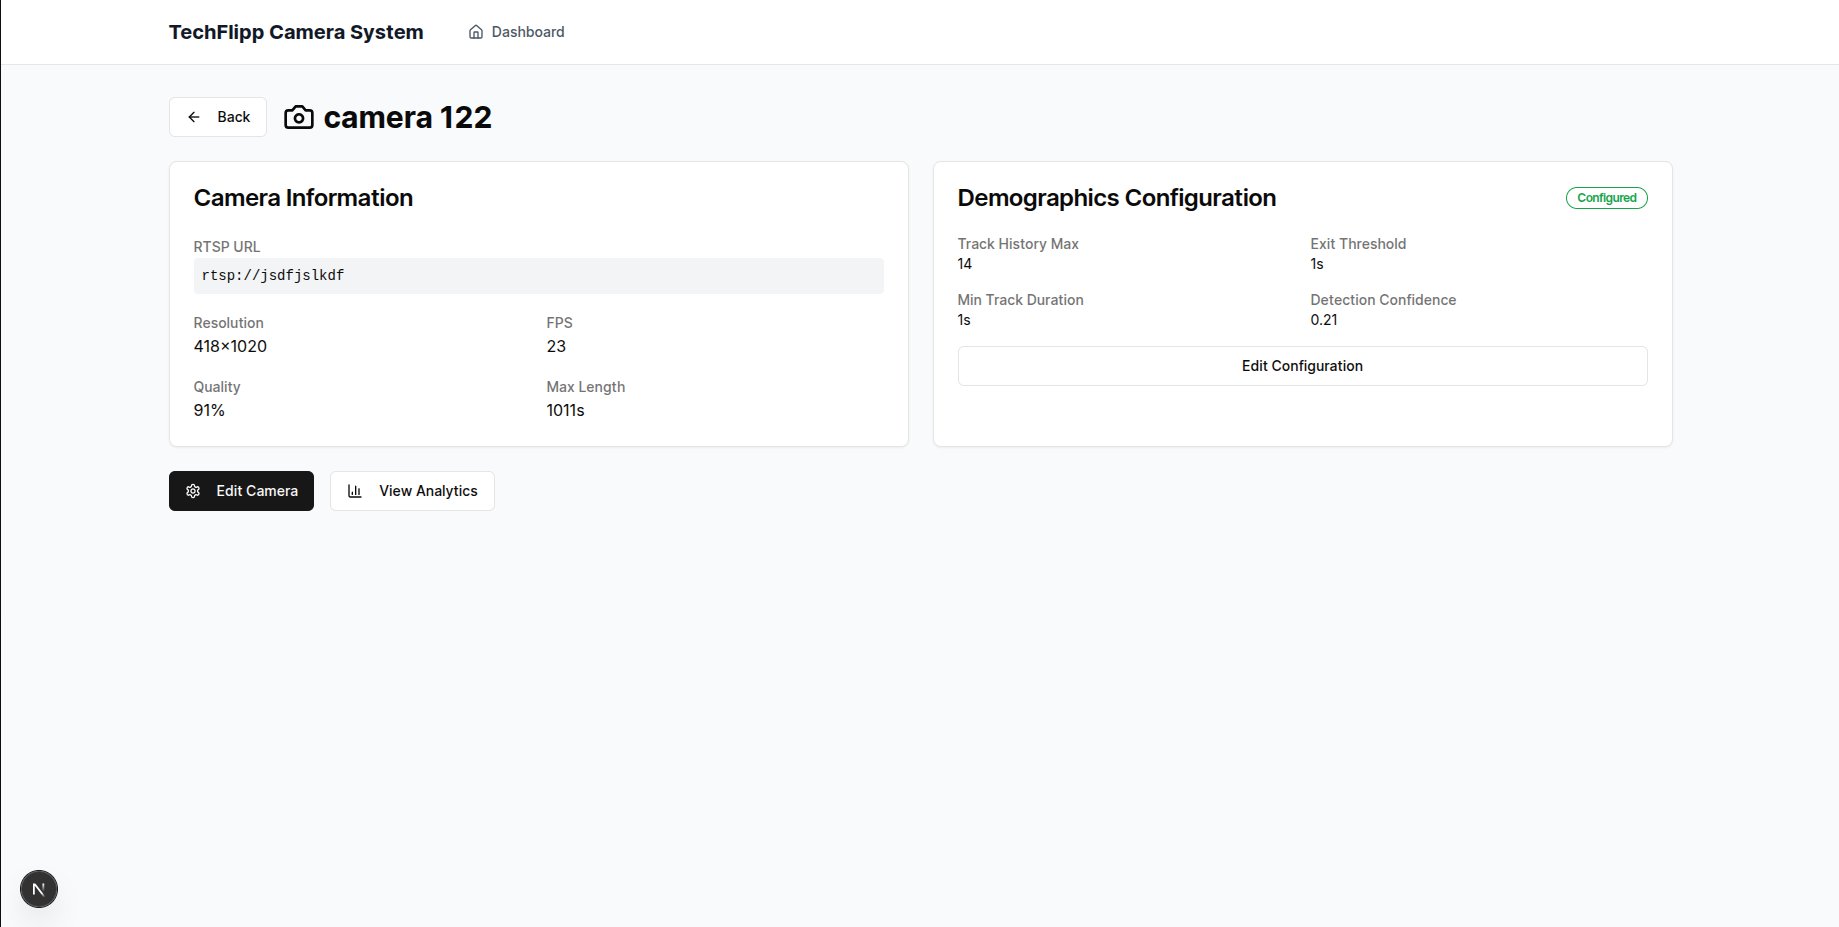 TechFlipp Camera System
Dashboard
Back
camera 122
Camera Information
RTSP URL
rtsp://jsdfjslkdf
Resolution
FPS
418×1020
23
Quality
Max Length
91%
1011s
Demographics Configuration
Configured
Track History Max
Exit Threshold
14
1s
Min Track Duration
Detection Confidence
1s
0.21
Edit Configuration
Edit Camera
View Analytics
N